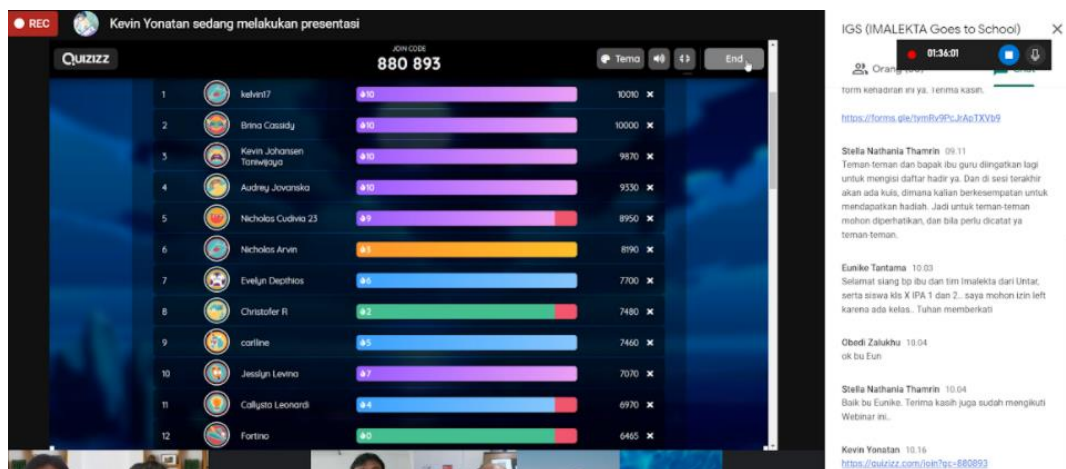 REC
Kevin Yonatan sedang melakukan presentasi
QUIZIZZ
JOIN CODE
880 893
Tema
End
1 kelvin17 10 10010
2 Brina Cassidy 10 10000
3 Kevin Johansen Taniwijaya 10 9870
4 Audrey Jovanska 10 9330
5 Nicholas Cudivia 23 9 8950
6 Nicholas Arvin 5 8190
7 Evelyn Depthios 6 7700
8 Christofer R 2 7480
9 carlline 5 7460
10 Jesslyn Levina 7 7070
11 Callysta Leonardi 4 6970
12 Fortino 0 6465
IGS (IMALEKTA Goes to School)
01:36:01
Orang
form kehadiran ini ya. Terima kasih.
Stella Nathania Thamrin 09.11
Teman-teman dan bapak ibu guru diingatkan lagi
untuk mengisi daftar hadir ya. Dan di sesi terakhir
akan ada kuis, dimana kalian berkesempatan untuk
mendapatkan hadiah. Jadi untuk teman-teman
mohon diperhatikan, dan bila perlu dicatat ya
teman-teman.
Eunike Tantama 10.03
Selamat siang bp ibu dan tim Imalekta dari Untar,
serta siswa kls X IPA 1 dan 2.. saya mohon izin left
karena ada kelas.. Tuhan memberkati
Obedi Zalukhu 10.04
ok bu Eun
Stella Nathania Thamrin 10.04
Baik bu Eunike. Terima kasih juga sudah mengikuti
Webinar ini..
Kevin Yonatan 10.16
https://quizizz.com/join?gc=880893